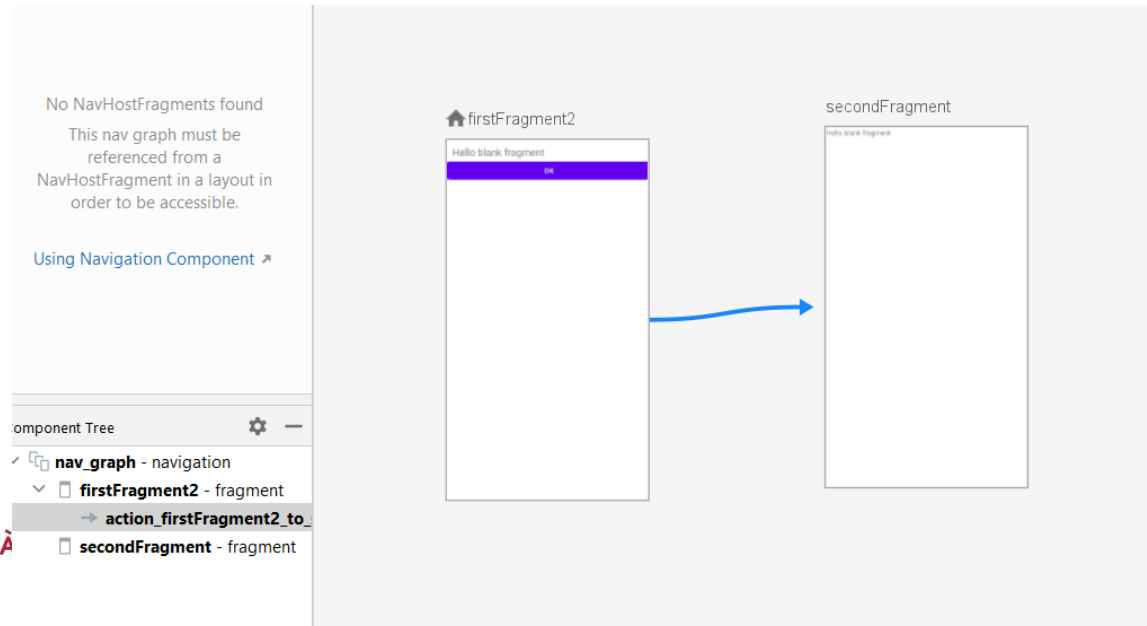 No NavHostFragments found
This nav graph must be
referenced from a
NavHostFragment in a layout in
order to be accessible.
Using Navigation Component
firstFragment2
Hello blank fragment
OK
secondFragment
Hello blank fragment
omponent Tree
nav_graph - navigation
firstFragment2 - fragment
action_firstFragment2_to_
secondFragment - fragment
À